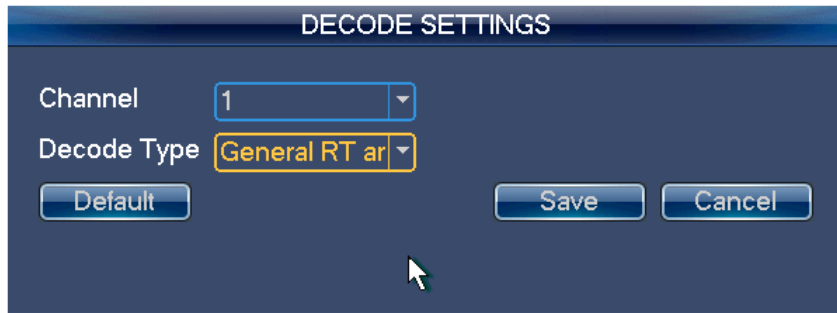 DECODE SETTINGS
Channel 1
Decode Type General RT ar
Default Save Cancel